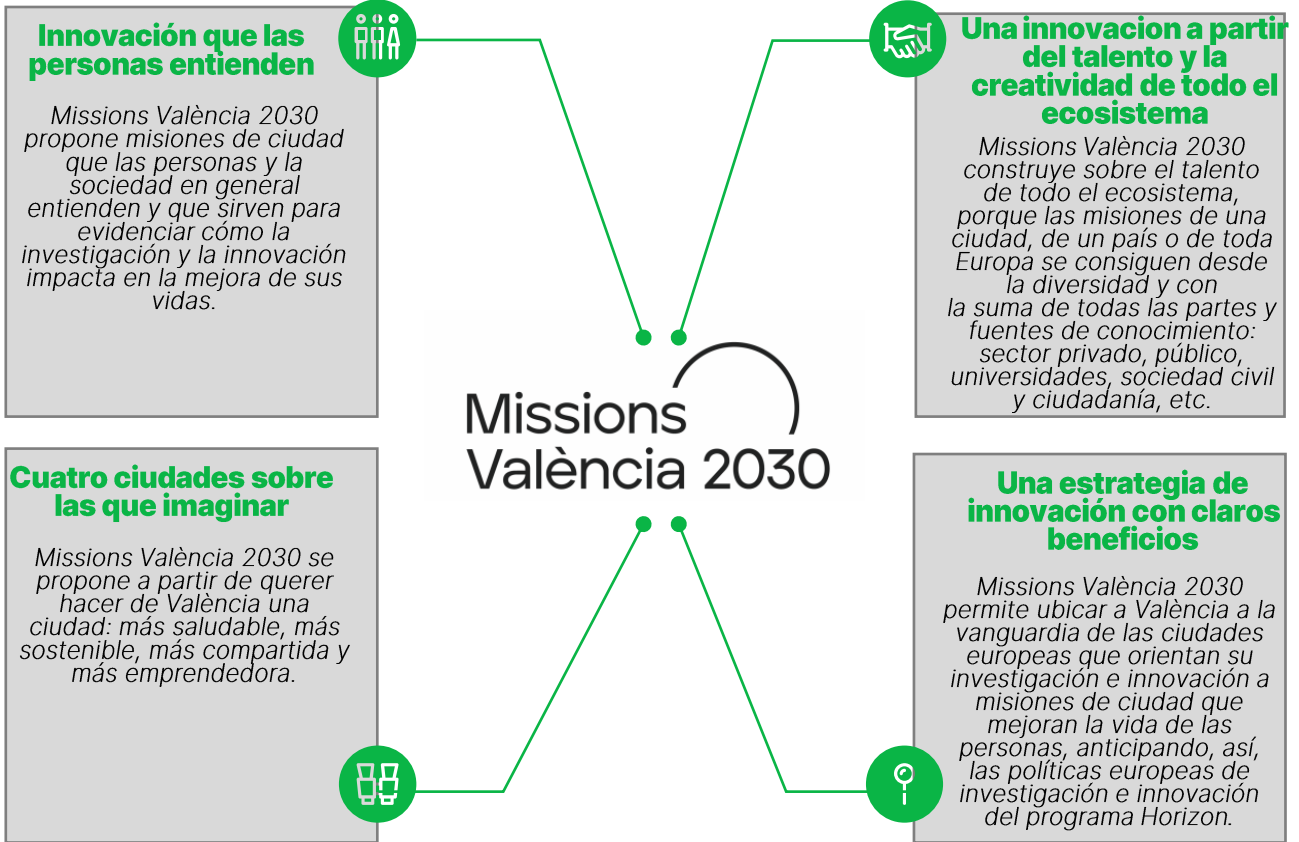 Innovación que las
personas entienden
Missions València 2030
propone misiones de ciudad
que las personas y la
sociedad en general
entienden y que sirven para
evidenciar cómo la
investigación y la innovación
impacta en la mejora de sus
vidas.
Una innovacion a partir
del talento y la
creatividad de todo el
ecosistema
Missions València 2030
construye sobre el talento
de todo el ecosistema,
porque las misiones de una
ciudad, de un país o de toda
Europa se consiguen desde
la diversidad y con
la suma de todas las partes y
fuentes de conocimiento:
sector privado, público,
universidades, sociedad civil
y ciudadanía, etc.
Missions
València 2030
Cuatro ciudades sobre
las que imaginar
Missions València 2030 se
propone a partir de querer
hacer de València una
ciudad: más saludable, más
sostenible, más compartida y
más emprendedora.
Una estrategia de
innovación con claros
beneficios
Missions València 2030
permite ubicar a València a la
vanguardia de las ciudades
europeas que orientan su
investigación e innovación a
misiones de ciudad que
mejoran la vida de las
personas, anticipando, así,
las políticas europeas de
investigación e innovación
del programa Horizon.